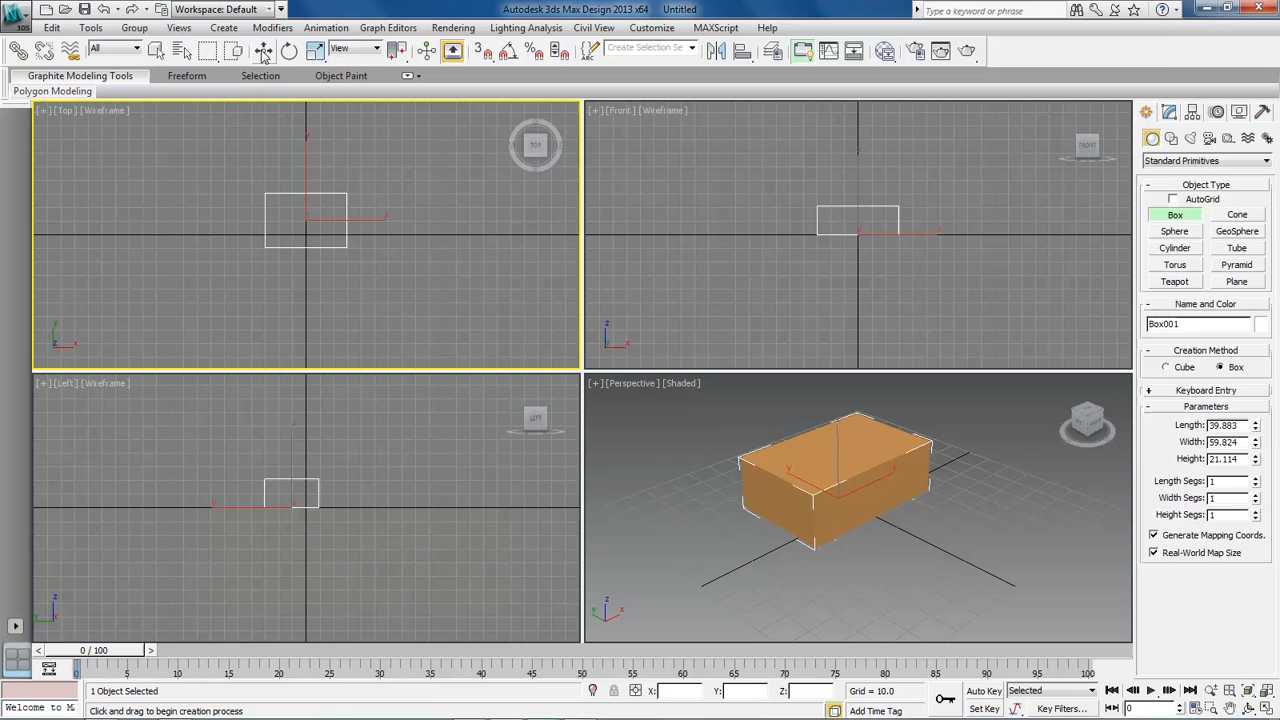 Workspace: Default
Autodesk 3ds Max Design 2013 x64
Untitled
Type a keyword or phrase
Edit Tools Group Views Create Modifiers Animation Graph Editors Rendering Lighting Analysis Civil View Customize MAXScript Help
All
View
Create Selection Se
Graphite Modeling Tools Freeform Selection Object Paint
Polygon Modeling
[+] [Top] [Wireframe]
TOP
[+] [Front] [Wireframe]
FRONT
[+] [Left] [Wireframe]
LEFT
[+] [Perspective] [Shaded]
Standard Primitives
Object Type
AutoGrid
Box Cone
Sphere GeoSphere
Cylinder Tube
Torus Pyramid
Teapot Plane
Name and Color
Box001
Creation Method
Cube Box
Keyboard Entry
Parameters
Length: 39.883
Width: 59.824
Height: 21.114
Length Segs: 1
Width Segs: 1
Height Segs: 1
Generate Mapping Coords.
Real-World Map Size
0 / 100
0 5 10 15 20 25 30 35 40 45 50 55 60 65 70 75 80 85 90 95 100
1 Object Selected
X: Y: Z:
Grid = 10.0
Auto Key
Selected
Welcome to M
Click and drag to begin creation process
Add Time Tag
Set Key
Key Filters...
0